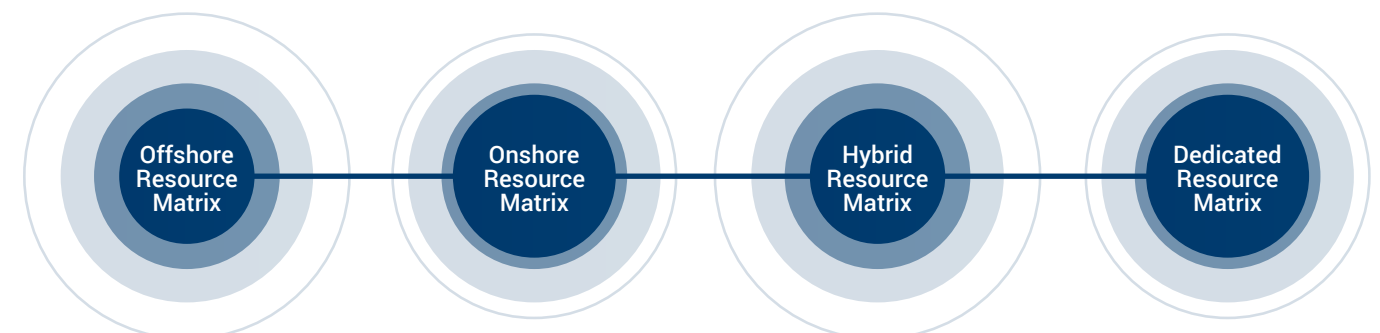 Offshore
Resource
Matrix
Onshore
Resource
Matrix
Hybrid
Resource
Matrix
Dedicated
Resource
Matrix